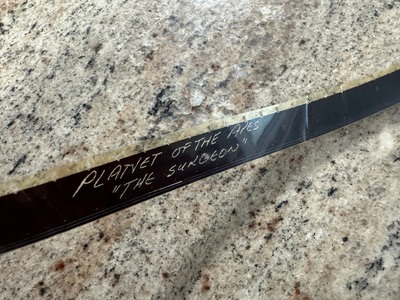 PLANET OF THE APES
"THE SURGEON"